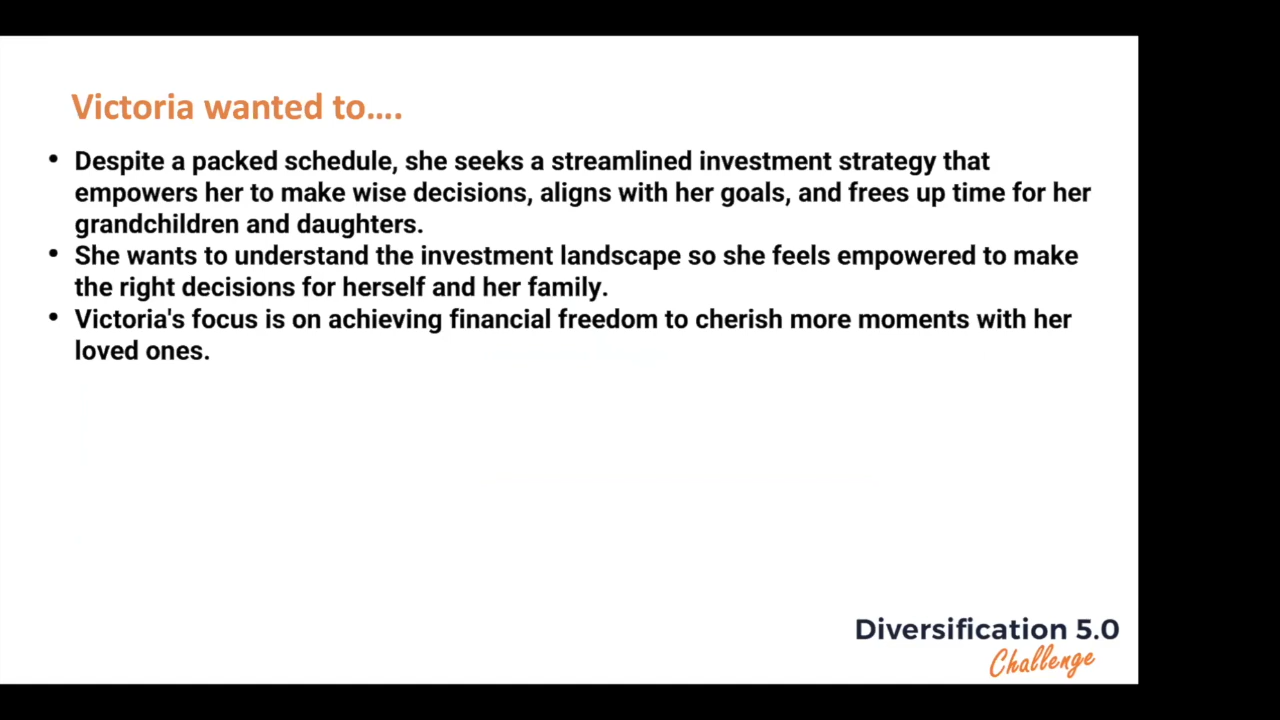 Victoria wanted to....
• Despite a packed schedule, she seeks a streamlined investment strategy that
empowers her to make wise decisions, aligns with her goals, and frees up time for her
grandchildren and daughters.
• She wants to understand the investment landscape so she feels empowered to make
the right decisions for herself and her family.
• Victoria's focus is on achieving financial freedom to cherish more moments with her
loved ones.
Diversification 5.0
Challenge